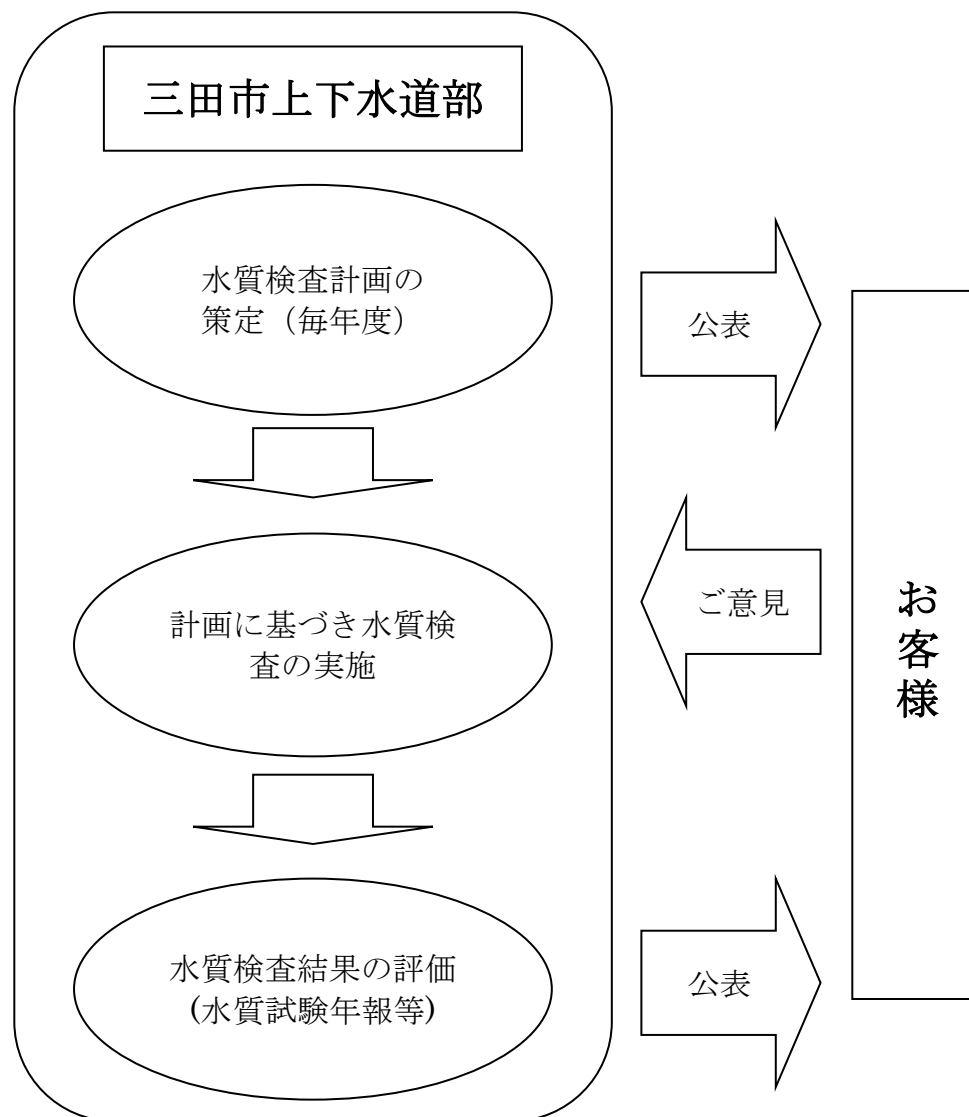 三田市上下水道部
水質検査計画の
策定（毎年度）
公表
計画に基づき水質検
査の実施
ご意見
お客様
水質検査結果の評価
(水質試験年報等)
公表